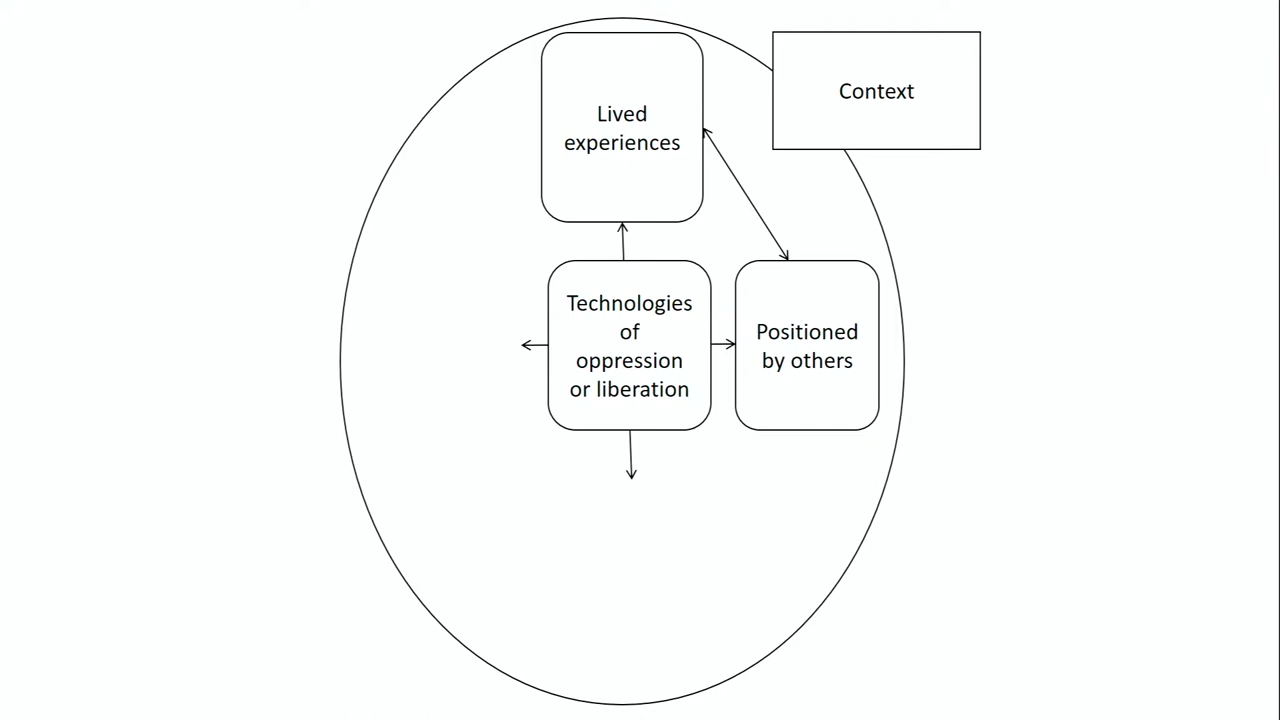 Lived
experiences
Context
Technologies
of
oppression
or liberation
Positioned
by others